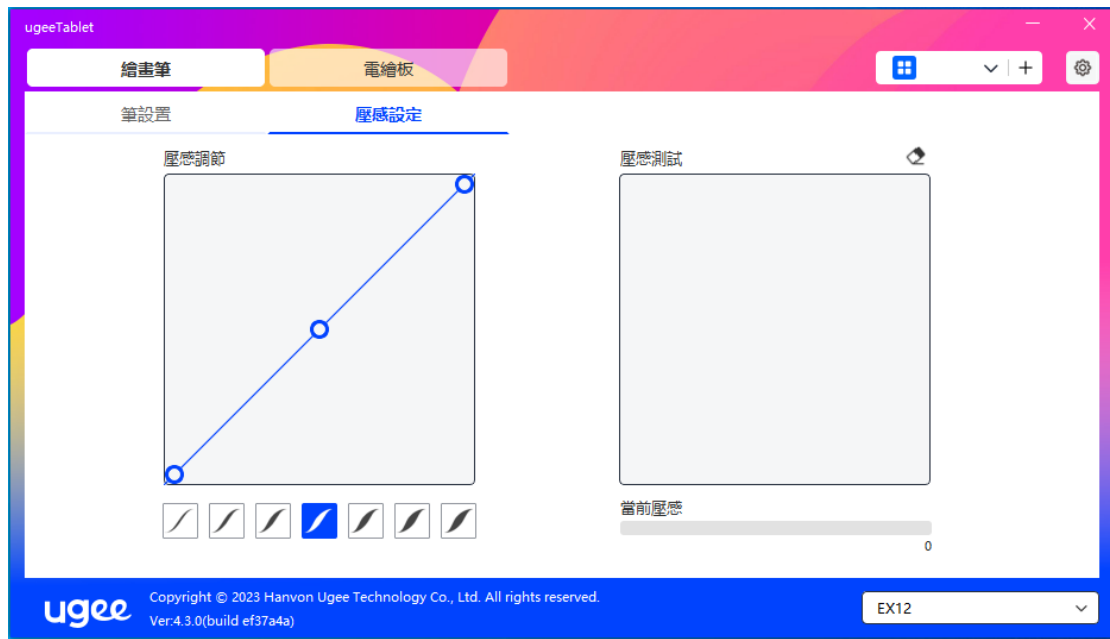 ugeeTablet
繪畫筆
電繪板
筆設置
壓感設定
壓感調節
壓感測試
當前壓感
0
ugee
Copyright © 2023 Hanvon Ugee Technology Co., Ltd. All rights reserved.
Ver:4.3.0(build ef37a4a)
EX12